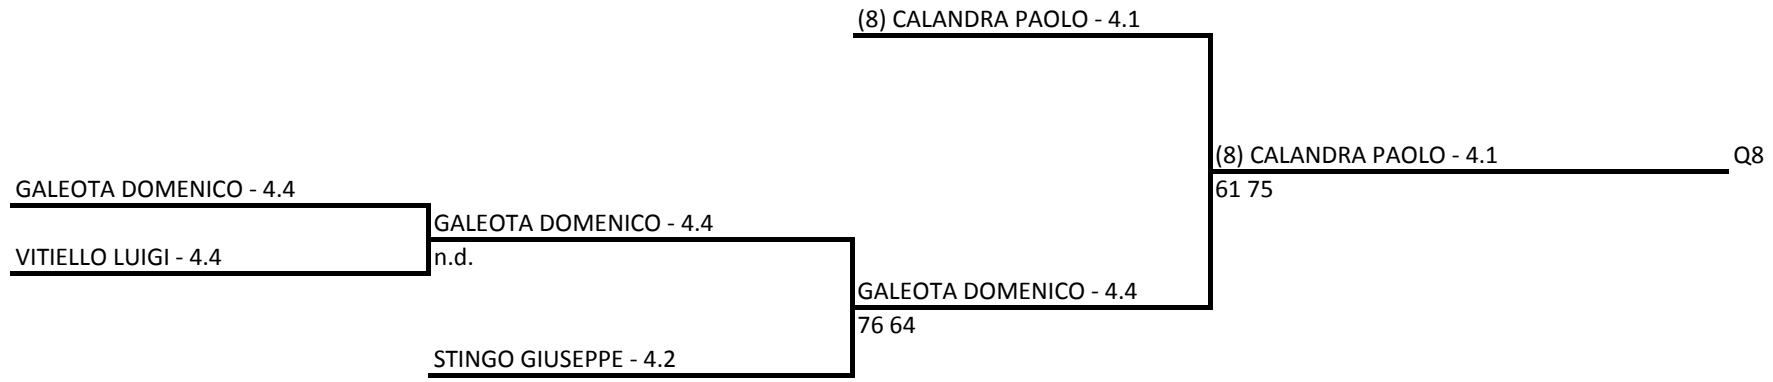 (8) CALANDRA PAOLO - 4.1
(8) CALANDRA PAOLO - 4.1
Q8
GALEOTA DOMENICO - 4.4
61 75
GALEOTA DOMENICO - 4.4
VITIELLO LUIGI - 4.4
n.d.
GALEOTA DOMENICO - 4.4
76 64
STINGO GIUSEPPE - 4.2